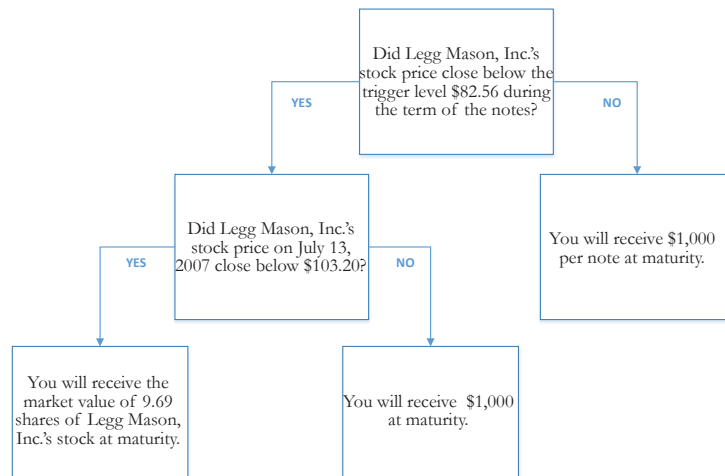 Did Legg Mason, Inc.'s
stock price close below the
trigger level $82.56 during
the term of the notes?
YES
NO
Did Legg Mason, Inc.'s
stock price on July 13,
2007 close below $103.20?
You will receive $1,000
per note at maturity.
YES
NO
You will receive the
market value of 9.69
shares of Legg Mason,
Inc.'s stock at maturity.
You will receive $1,000
at maturity.